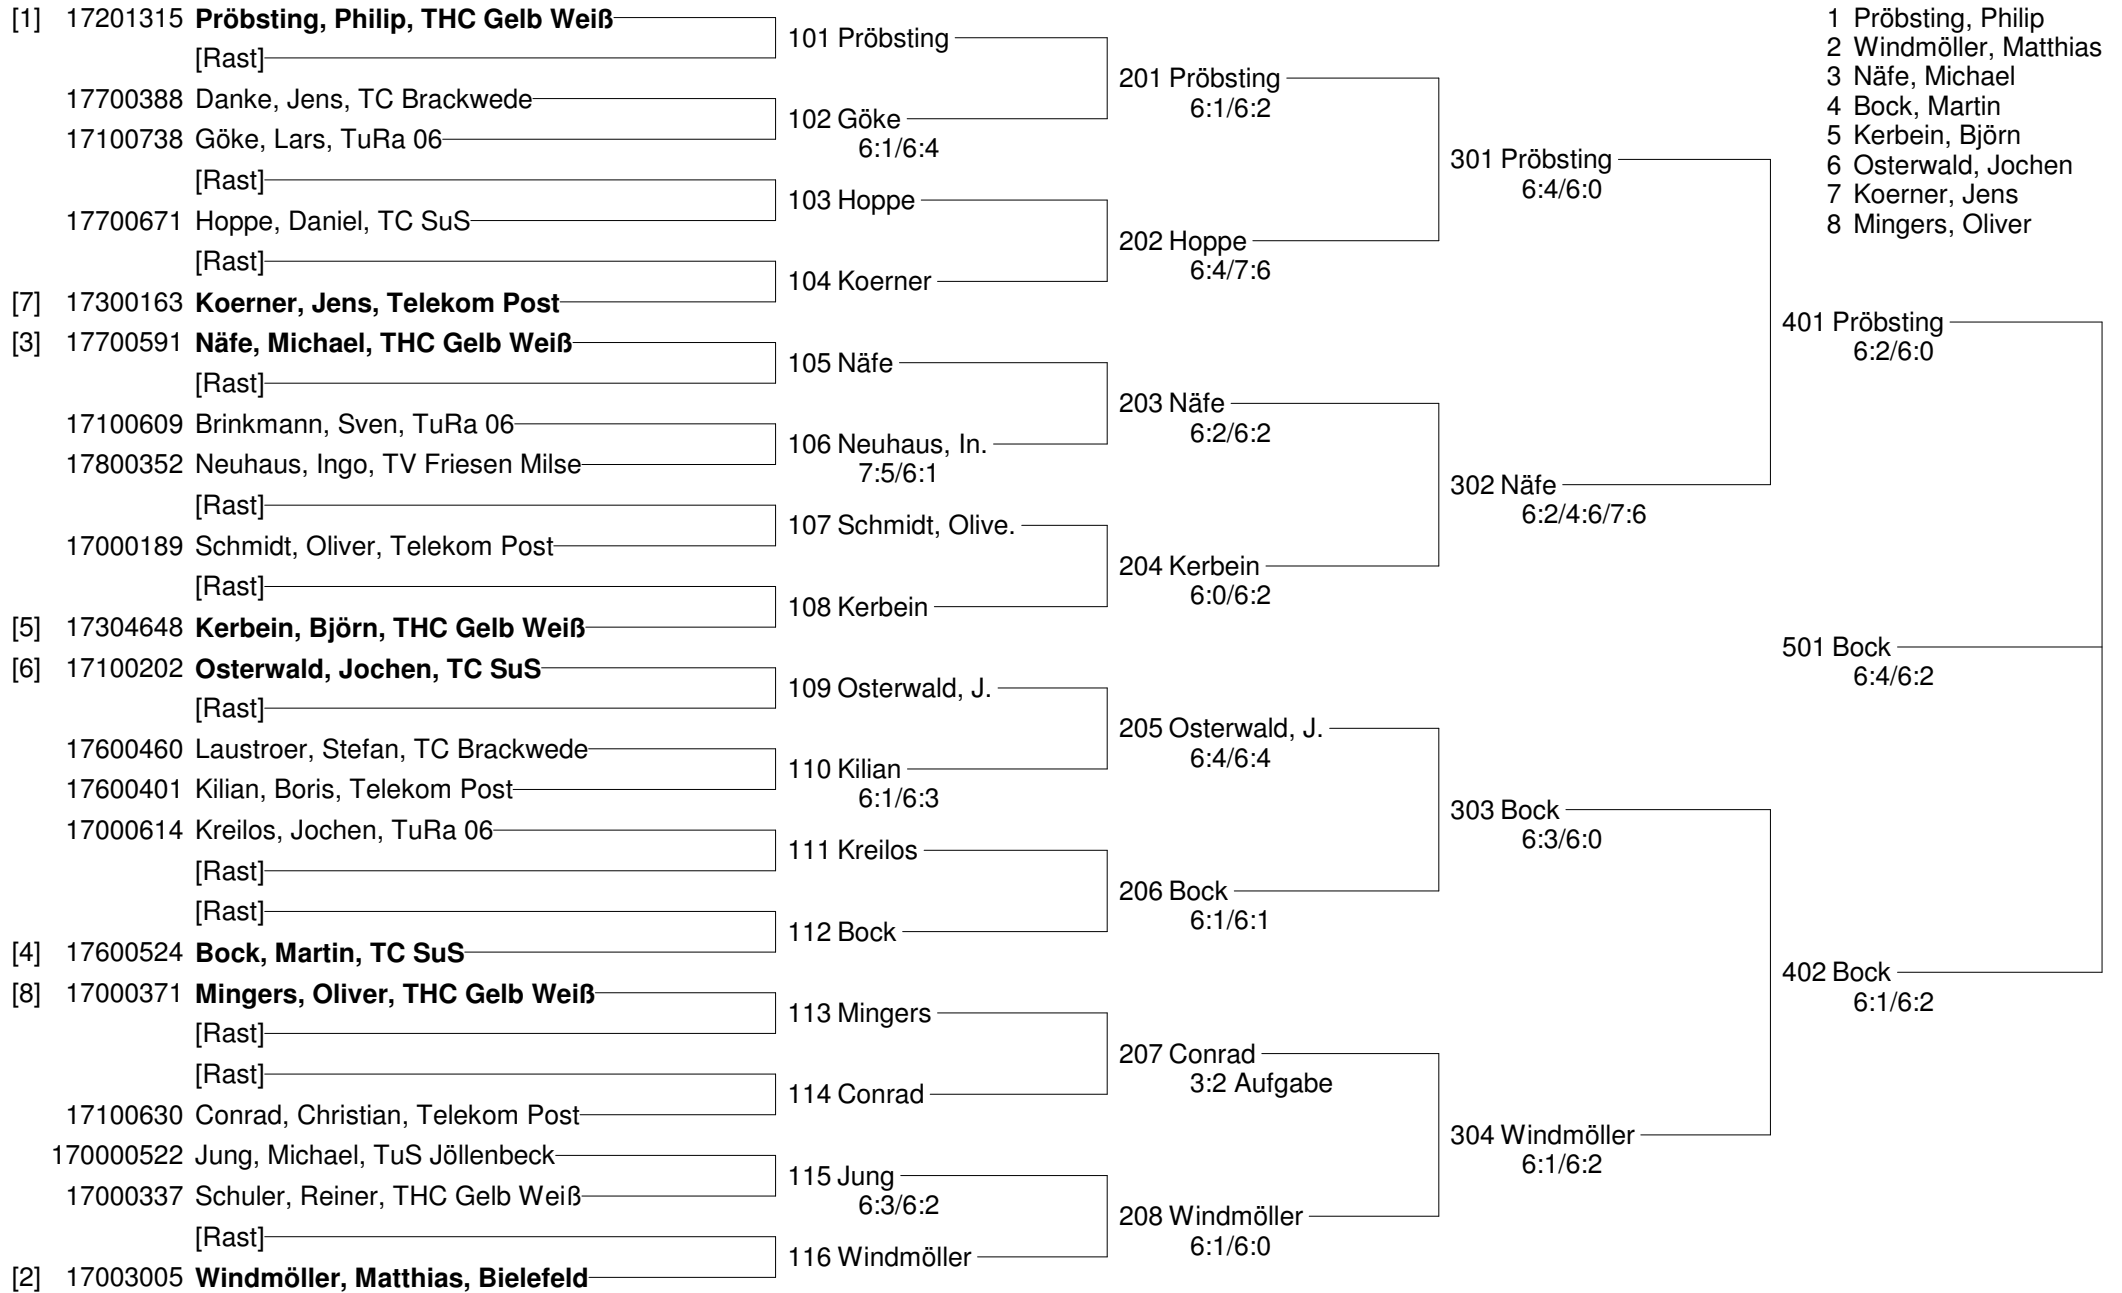 [1] 17201315 Pröbsting, Philip, THC Gelb Weiß
[Rast]
17700388 Danke, Jens, TC Brackwede
17100738 Göke, Lars, TuRa 06
[Rast]
17700671 Hoppe, Daniel, TC SuS
[Rast]
[7] 17300163 Koerner, Jens, Telekom Post
[3] 17700591 Näfe, Michael, THC Gelb Weiß
[Rast]
17100609 Brinkmann, Sven, TuRa 06
17800352 Neuhaus, Ingo, TV Friesen Milse
[Rast]
17000189 Schmidt, Oliver, Telekom Post
[Rast]
[5] 17304648 Kerbein, Björn, THC Gelb Weiß
[6] 17100202 Osterwald, Jochen, TC SuS
[Rast]
17600460 Laustroer, Stefan, TC Brackwede
17600401 Kilian, Boris, Telekom Post
17000614 Kreilos, Jochen, TuRa 06
[Rast]
[Rast]
[4] 17600524 Bock, Martin, TC SuS
[8] 17000371 Mingers, Oliver, THC Gelb Weiß
[Rast]
[Rast]
17100630 Conrad, Christian, Telekom Post
170000522 Jung, Michael, TuS Jöllenbeck
17000337 Schuler, Reiner, THC Gelb Weiß
[Rast]
[2] 17003005 Windmöller, Matthias, Bielefeld
101 Pröbsting
102 Göke
6:1/6:4
103 Hoppe
104 Koerner
105 Näfe
106 Neuhaus, In.
7:5/6:1
107 Schmidt, Olive.
108 Kerbein
109 Osterwald, J.
110 Kilian
6:1/6:3
111 Kreilos
112 Bock
113 Mingers
114 Conrad
115 Jung
6:3/6:2
116 Windmöller
201 Pröbsting
6:1/6:2
202 Hoppe
6:4/7:6
203 Näfe
6:2/6:2
204 Kerbein
6:0/6:2
205 Osterwald, J.
6:4/6:4
206 Bock
6:1/6:1
207 Conrad
3:2 Aufgabe
208 Windmöller
6:1/6:0
301 Pröbsting
6:4/6:0
302 Näfe
6:2/4:6/7:6
303 Bock
6:3/6:0
304 Windmöller
6:1/6:2
401 Pröbsting
6:2/6:0
501 Bock
6:4/6:2
402 Bock
6:1/6:2
1 Pröbsting, Philip
2 Windmöller, Matthias
3 Näfe, Michael
4 Bock, Martin
5 Kerbein, Björn
6 Osterwald, Jochen
7 Koerner, Jens
8 Mingers, Oliver